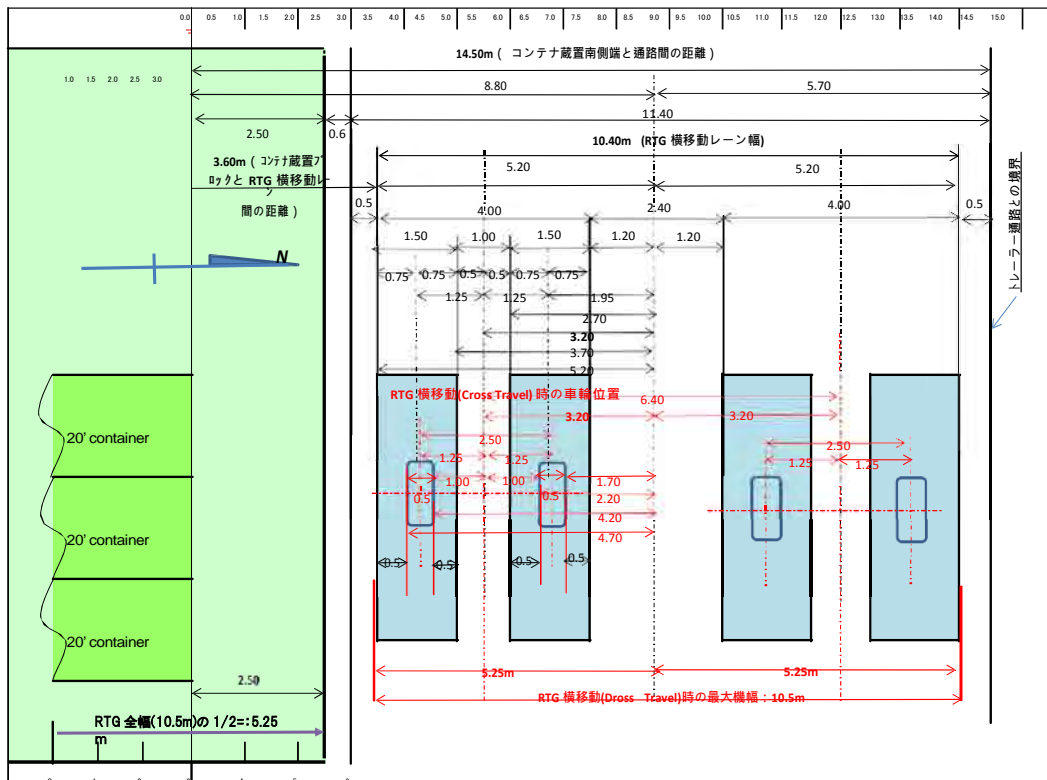 0.0 0.5 1.0 1.5 2.0 2.5 3.0 3.5 4.0 4.5 5.0 5.5 6.0 6.5 7.0 7.5 8.0 8.5 9.0 9.5 10.0 10.5 11.0 11.5 12.0 12.5 13.0 13.5 14.0 14.5 15.0
14.50m ( コンテナ蔵置南側端と通路間の距離 )
1.0 1.5 2.0 2.5 3.0
8.80 5.70
11.40
2.50 0.6
10.40m (RTG 横移動レーン幅)
3.60m ( コンテナ蔵置ブ
ロックと RTG 横移動レー
ン
間の距離 )
5.20 5.20
0.5 4.00 2.40 4.00 0.5
トレーラー通路との境界
1.50 1.00 1.50 1.20 1.20
N
0.75 0.75 0.5 0.5 0.75 0.75
1.25 1.25 1.95
2.70
3.20
3.70
5.20
RTG 横移動(Cross Travel) 時の車輪位置
6.40
3.20 3.20
2.50 2.50
1.25 1.25 1.25 1.25
20' container
1.00 1.00 1.70
0.5 0.5 2.20
4.20
4.70
20' container
0.5 0.5 0.5 0.5
20' container
5.25m 5.25m
2.50
RTG 横移動(Dross Travel)時の最大機幅 : 10.5m
RTG 全幅(10.5m)の 1/2=:5.25
m